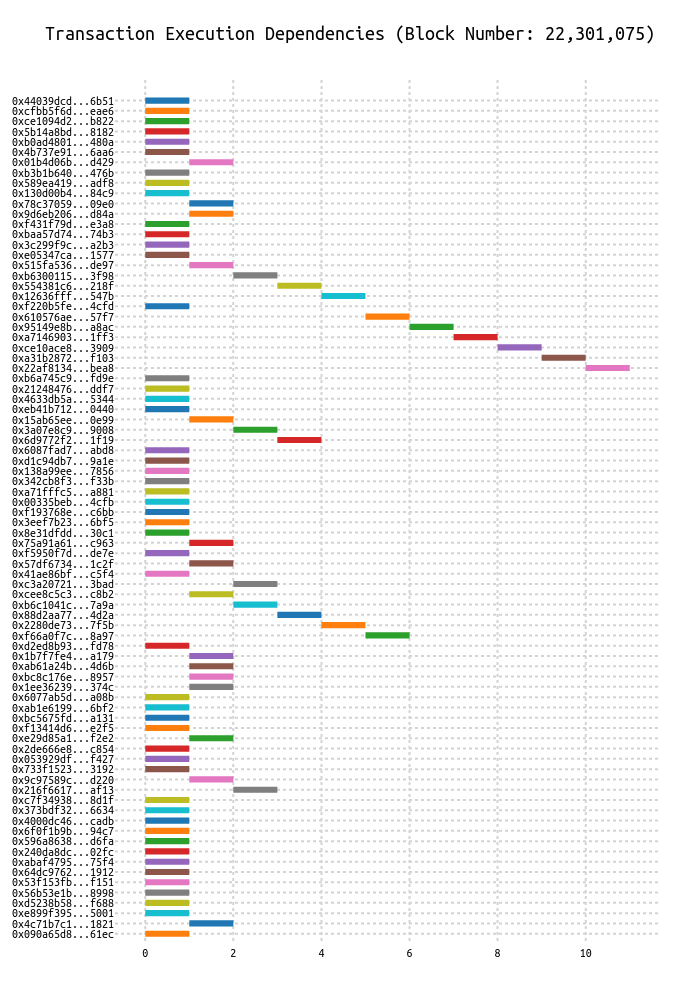 Transaction Execution Dependencies (Block Number: 22,301,075)
0x44039dcd...6b51
0xcfbb5f6d...eae6
0xce1094d2...b822
0x5b14a8bd...8182
0xb0ad4801...480a
0x4b737e91...6aa6
0x01b4d06b...d429
0xb3b1b640...476b
0x589ea419...adf8
0x130d00b4...84c9
0x78c37059...09e0
0x9d6eb206...d84a
0xf431f79d...e3a8
0xbaa57d74...74b3
0x3c299f9c...a2b3
0xe05347ca...1577
0x515fa536...de97
0xb6300115...3f98
0x554381c6...218f
0x12636fff...547b
0xf220b5fe...4cfd
0x610576ae...57f7
0x95149e8b...a8ac
0xa7146903...1ff3
0xce10ace8...3909
0xa31b2872...f103
0x22af8134...bea8
0xb6a745c9...fd9e
0x21248476...ddf7
0x4633db5a...5344
0xeb41b712...0440
0x15ab65ee...0e99
0x3a07e8c9...9008
0x6d9772f2...1f19
0x6087fad7...abd8
0xd1c94db7...9a1e
0x138a99ee...7856
0x342cb8f3...f33b
0xa71fffc5...a881
0x00335beb...4cfb
0xf193768e...c6bb
0x3eef7b23...6bf5
0x8e31dfdd...30c1
0x75a91a61...c963
0xf5950f7d...de7e
0x57df6734...1c2f
0x41ae86bf...c5f4
0xc3a20721...3bad
0xcee8c5c3...c8b2
0xb6c1041c...7a9a
0x88d2aa77...4d2a
0x2280de73...7f5b
0xf66a0f7c...8a97
0xd2ed8b93...fd78
0x1b7f7fe4...a179
0xab61a24b...4d6b
0xbc8c176e...8957
0x1ee36239...374c
0x6077ab5d...a08b
0xab1e6199...6bf2
0xbc5675fd...a131
0xf13414d6...e2f5
0xe29d85a1...f2e2
0x2de666e8...c854
0x053929df...f427
0x733f1523...3192
0x9c97589c...d220
0x216f6617...af13
0xc7f34938...8d1f
0x373bdf32...6634
0x4000dc46...cadb
0x6f0f1b9b...94c7
0x596a8638...d6fa
0x240da8dc...02fc
0xabaf4795...75f4
0x64dc9762...1912
0x53f153fb...f151
0x56b53e1b...8998
0xd5238b58...f688
0xe899f395...5001
0x4c71b7c1...1821
0x090a65d8...61ec
0 2 4 6 8 10